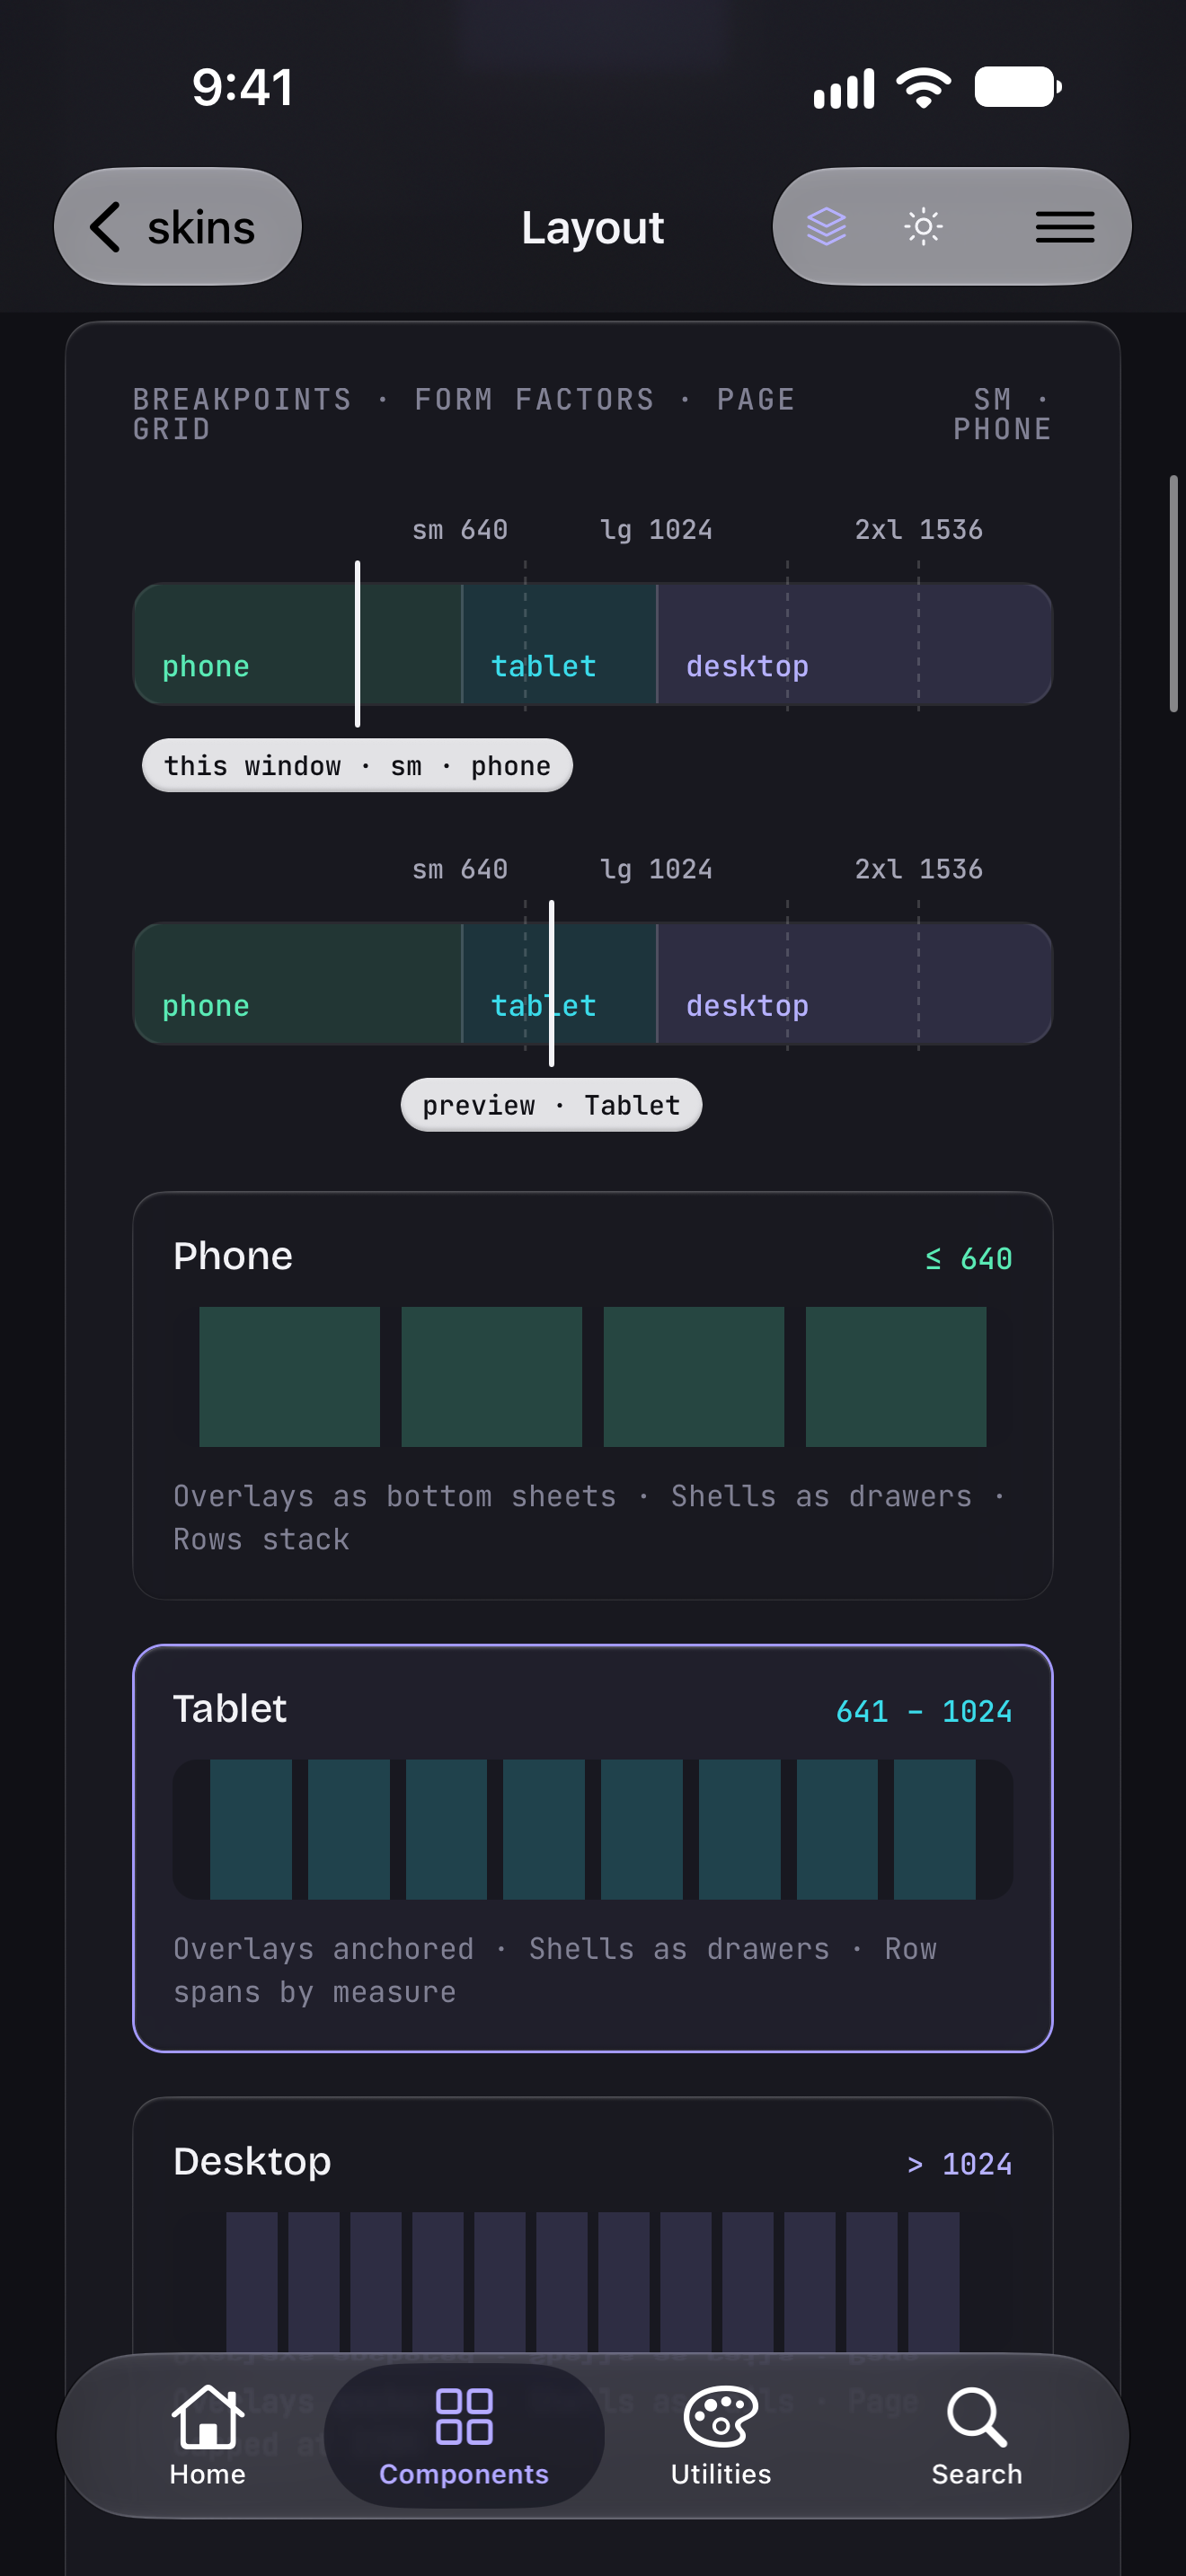 9:41
skins
Layout
BREAKPOINTS · FORM FACTORS · PAGE
GRID
SM ·
PHONE
sm 640 lg 1024 2xl 1536
phone tablet desktop
this window · sm · phone
sm 640 lg 1024 2xl 1536
phone tablet desktop
preview · Tablet
Phone ≤ 640
Overlays as bottom sheets · Shells as drawers ·
Rows stack
Tablet 641 – 1024
Overlays anchored · Shells as drawers · Row
spans by measure
Desktop > 1024
Home Components Utilities Search